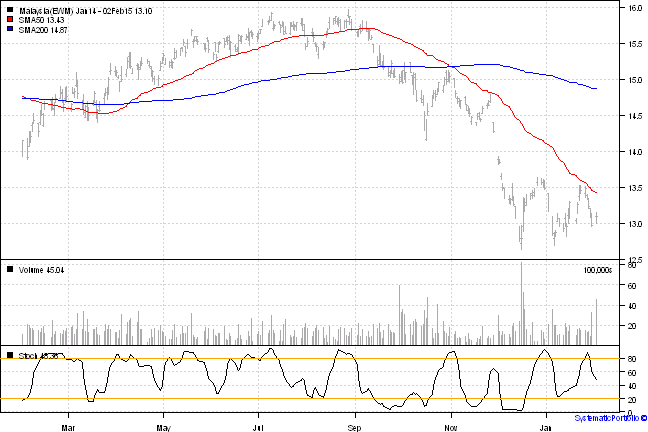 Malaysia(EWM) Jan14 - 02Feb15 13.10
SMA50 13.43
SMA200 14.87
16.0
15.5
15.0
14.5
14.0
13.5
13.0
12.5
Volume 45.04
100,000s
80
60
40
20
80
60
40
20
0
Mar May Jul Sep Nov Jan
SystematicPortfolio ©